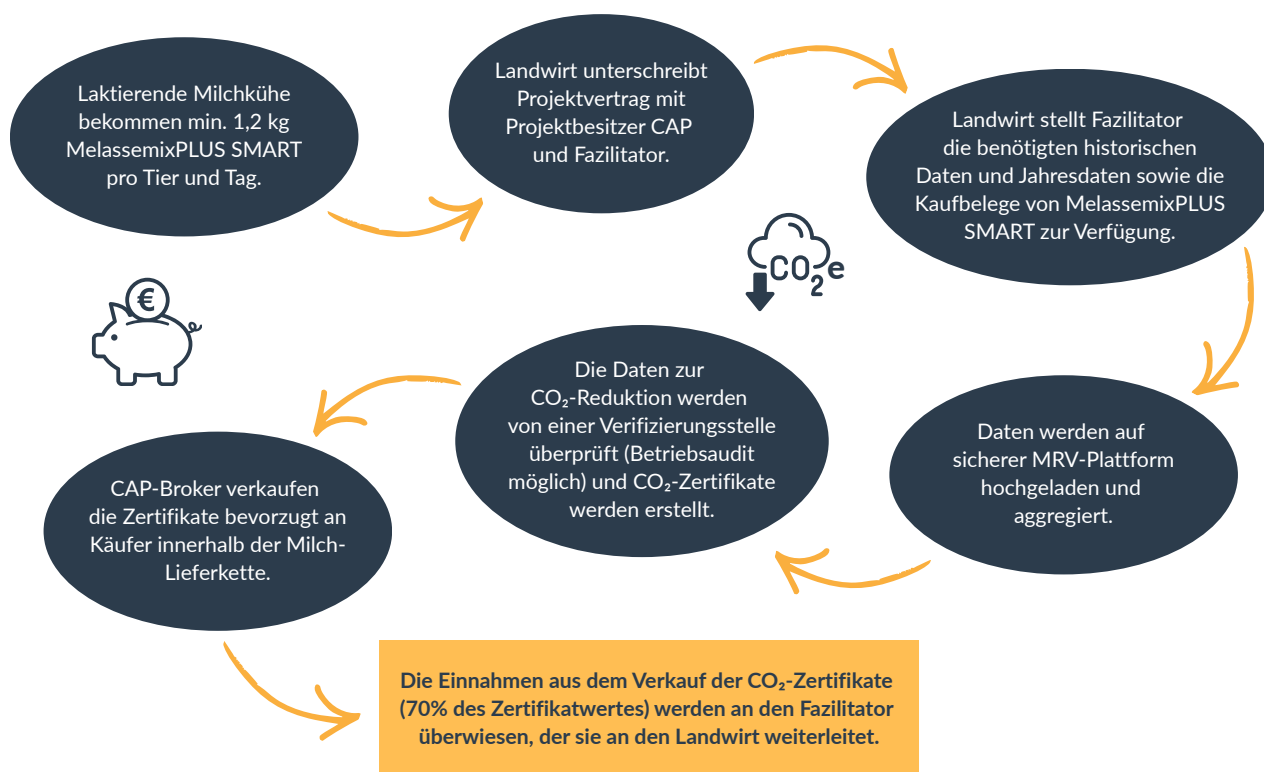 Laktierende Milchkühe
bekommen min. 1,2 kg
MelassemixPLUS SMART
pro Tier und Tag.
Landwirt unterschreibt
Projektvertrag mit
Projektbesitzer CAP
und Fazilitator.
Landwirt stellt Fazilitator
die benötigten historischen
Daten und Jahresdaten sowie die
Kaufbelege von MelassemixPLUS
SMART zur Verfügung.
€
CO₂e
Daten werden auf
sicherer MRV-Plattform
hochgeladen und
aggregiert.
Die Daten zur
CO₂-Reduktion werden
von einer Verifizierungsstelle
überprüft (Betriebsaudit
möglich) und CO₂-Zertifikate
werden erstellt.
CAP-Broker verkaufen
die Zertifikate bevorzugt an
Käufer innerhalb der Milch-
Lieferkette.
Die Einnahmen aus dem Verkauf der CO₂-Zertifikate
(70% des Zertifikatwertes) werden an den Fazilitator
überwiesen, der sie an den Landwirt weiterleitet.